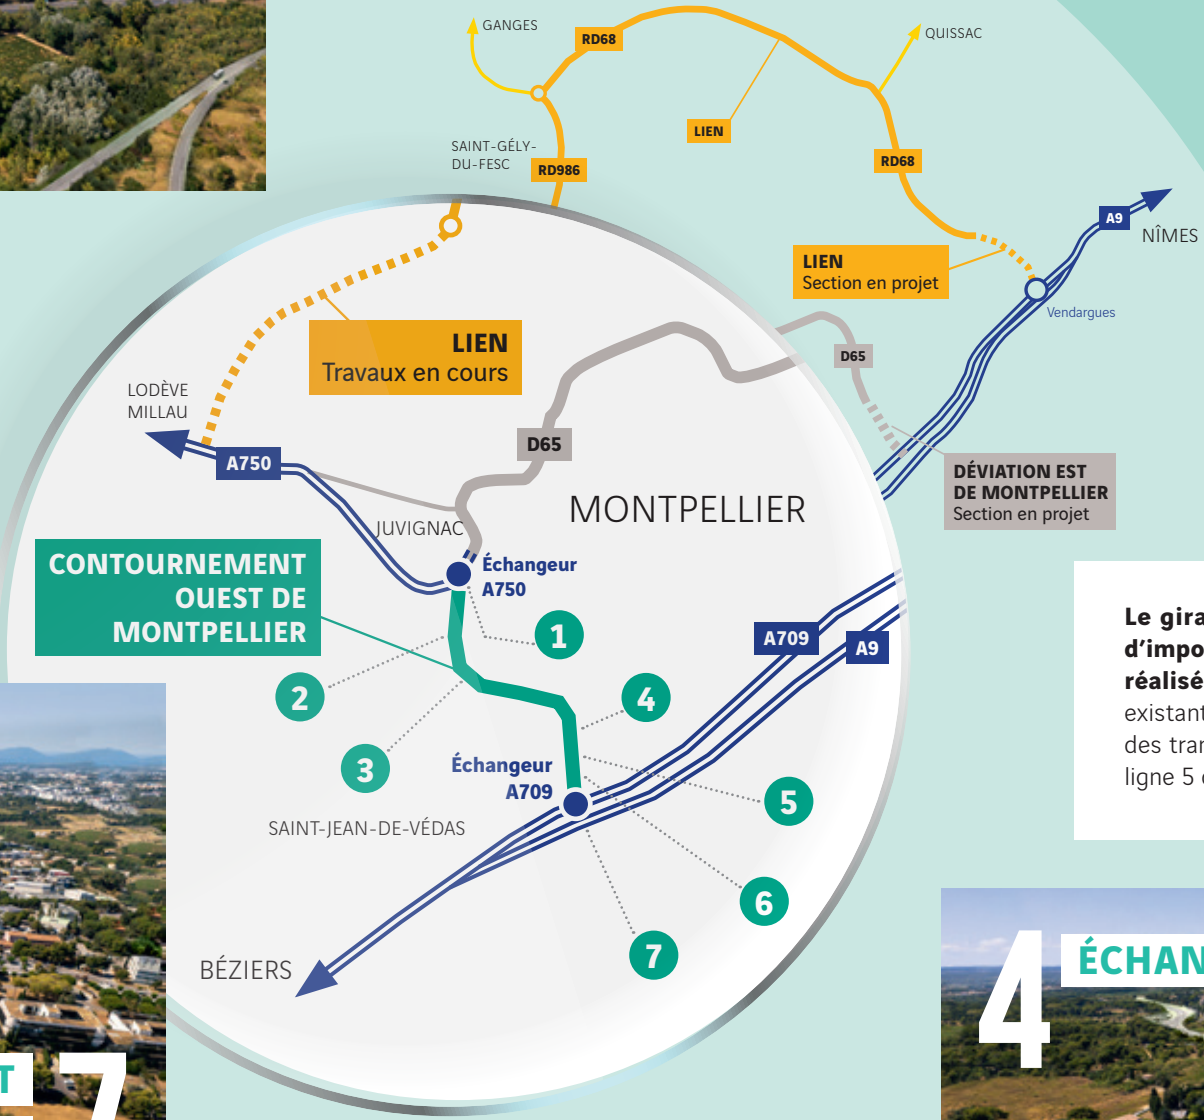 GANGES
RD68
QUISSAC
LIEN
SAINT-GÉLY-
DU-FESC
RD986
RD68
A9
NÎMES
LIEN
Section en projet
Vendargues
LIEN
Travaux en cours
D65
LODÈVE
MILLAU
A750
D65
DÉVIATION EST
DE MONTPELLIER
Section en projet
MONTPELLIER
JUVIGNAC
CONTOURNEMENT
OUEST DE
MONTPELLIER
Échangeur
A750
1
A709
A9
2
4
3
Échangeur
A709
5
SAINT-JEAN-DE-VÉDAS
6
7
BÉZIERS
Le gira
d'impo
réalisé
existant
des tran
ligne 5
4
ÉCHAN
T
7